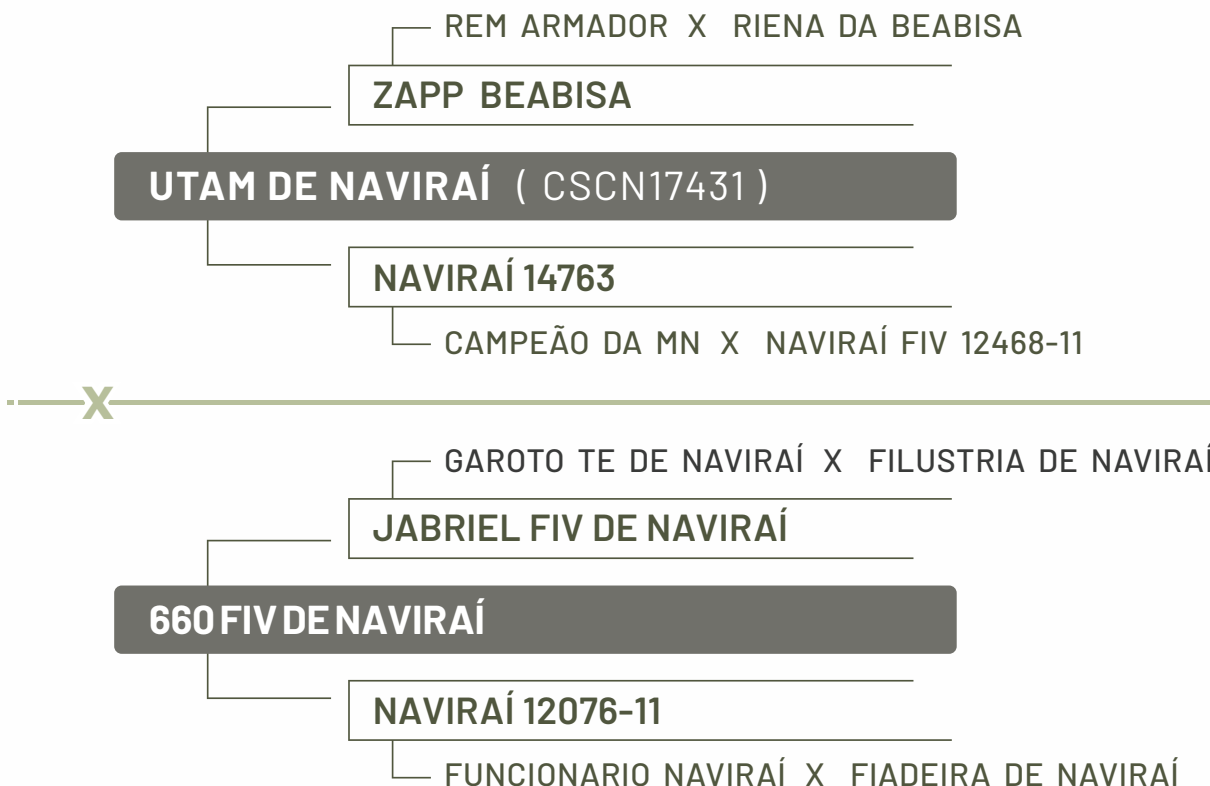 REM ARMADOR X RIENA DA BEABISA
ZAPP BEABISA
UTAM DE NAVIRAÍ ( CSCN17431 )
NAVIRAÍ 14763
CAMPEÃO DA MN X NAVIRAÍ FIV 12468-11
X
GAROTO TE DE NAVIRAÍ X FILUSTRIA DE NAVIRAÍ
JABRIEL FIV DE NAVIRAÍ
660 FIV DE NAVIRAÍ
NAVIRAÍ 12076-11
FUNCIONARIO NAVIRAÍ X FIADEIRA DE NAVIRAÍ